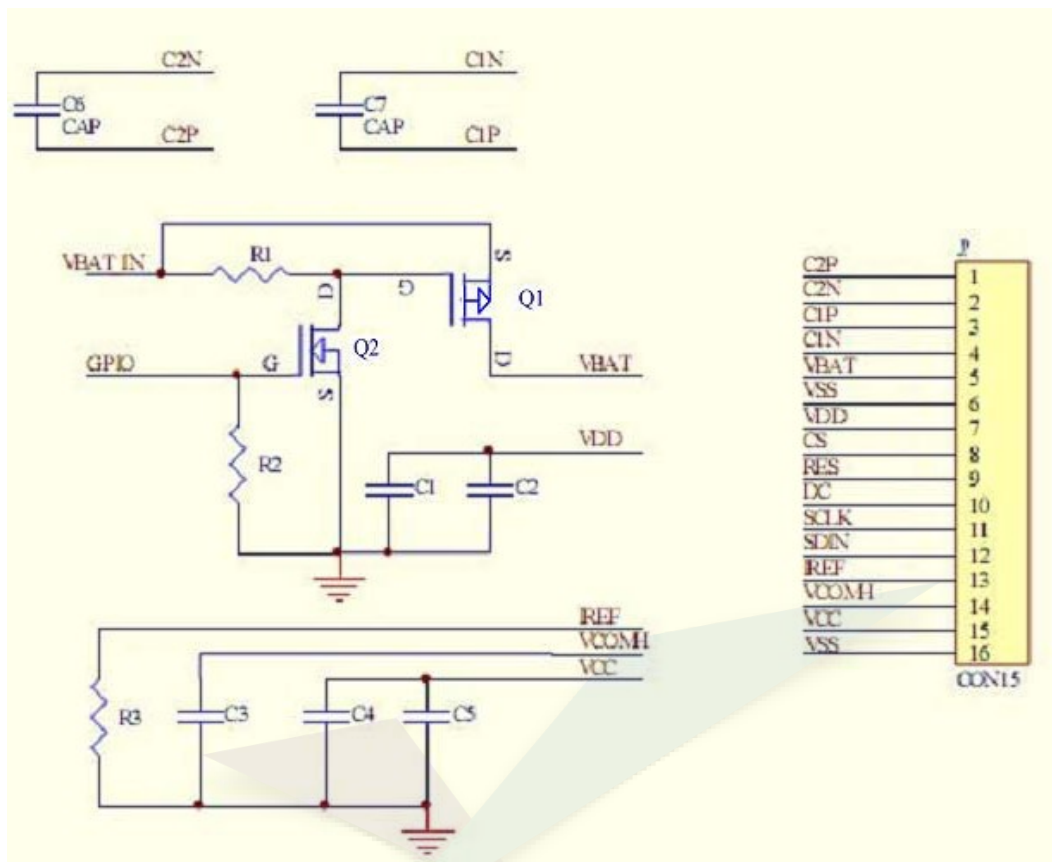 C2N
C6
CAP
C2P
C1N
C7
CAP
C1P
VBAT IN
R1
D
G
S
Q1
D
VBAT
GPIO
G
Q2
S
R2
VDD
C1
C2
IREF
VCOMH
VCC
R3
C3
C4
C5
JP
C2P 1
C2N 2
C1P 3
C1N 4
VBAT 5
VSS 6
VDD 7
CS 8
RES 9
DC 10
SCLK 11
SDIN 12
IREF 13
VCOMH 14
VCC 15
VSS 16
CON15